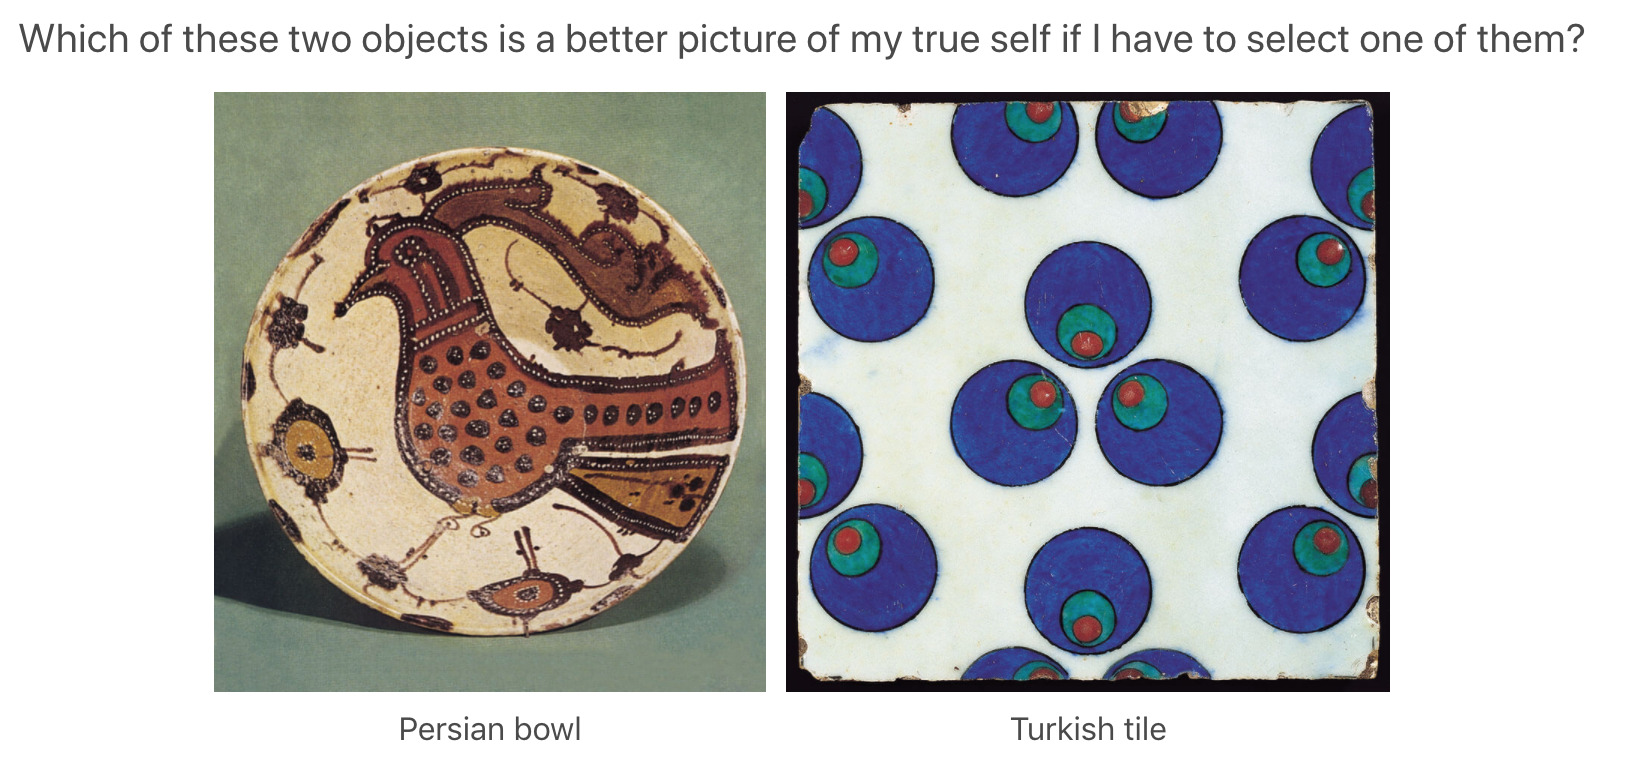 Which of these two objects is a better picture of my true self if I have to select one of them?
Persian bowl
Turkish tile